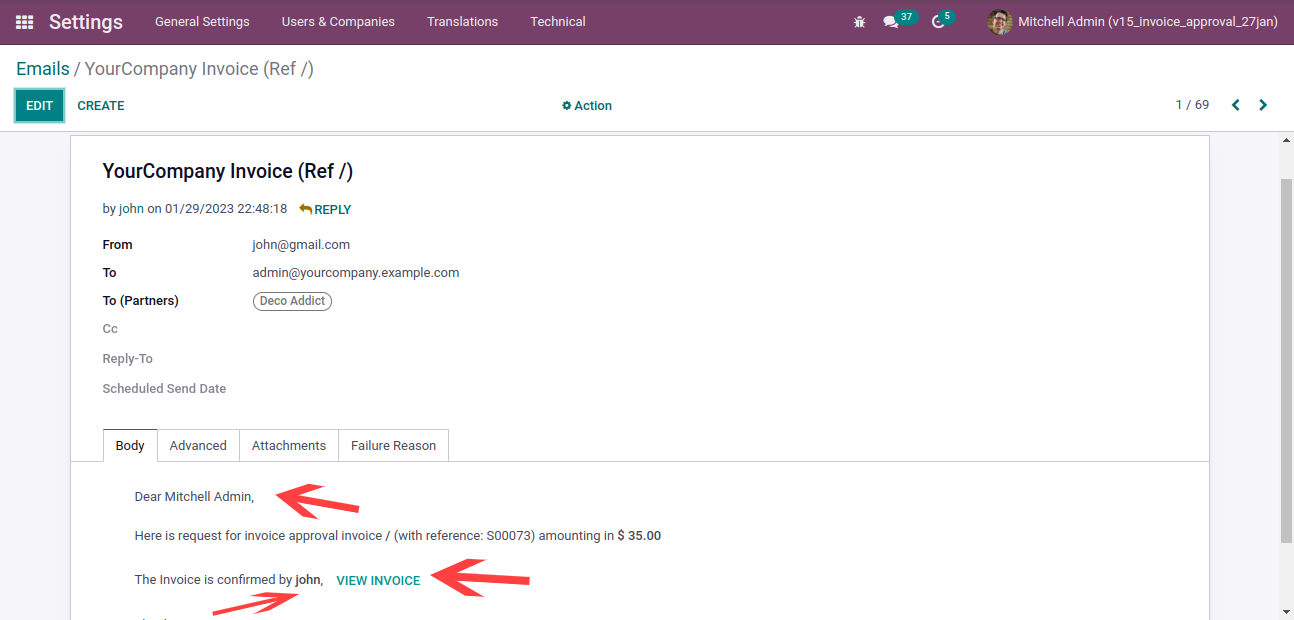 Settings General Settings Users & Companies Translations Technical 37 5 Mitchell Admin (v15_invoice_approval_27jan)
Emails / YourCompany Invoice (Ref /)
EDIT CREATE Action 1 / 69
YourCompany Invoice (Ref /)
by john on 01/29/2023 22:48:18 REPLY
From john@gmail.com
To admin@yourcompany.example.com
To (Partners) Deco Addict
Cc
Reply-To
Scheduled Send Date
Body Advanced Attachments Failure Reason
Dear Mitchell Admin,
Here is request for invoice approval invoice / (with reference: S00073) amounting in $ 35.00
The Invoice is confirmed by john, VIEW INVOICE